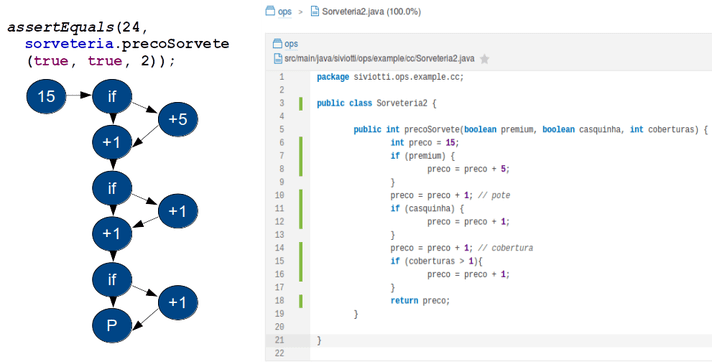 assertEquals(24,
sorveteria.precoSorvete
(true, true, 2));
15
if
+5
+1
if
+1
+1
if
+1
P
ops > Sorveteria2.java (100.0%)
ops
src/main/java/siviotti/ops/example/cc/Sorveteria2.java
1 package siviotti.ops.example.cc;
2
3 public class Sorveteria2 {
4
5 public int precoSorvete(boolean premium, boolean casquinha, int coberturas) {
6 int preco = 15;
7 if (premium) {
8 preco = preco + 5;
9 }
10 preco = preco + 1; // pote
11 if (casquinha) {
12 preco = preco + 1;
13 }
14 preco = preco + 1; // cobertura
15 if (coberturas > 1){
16 preco = preco + 1;
17 }
18 return preco;
19 }
20
21 }
22